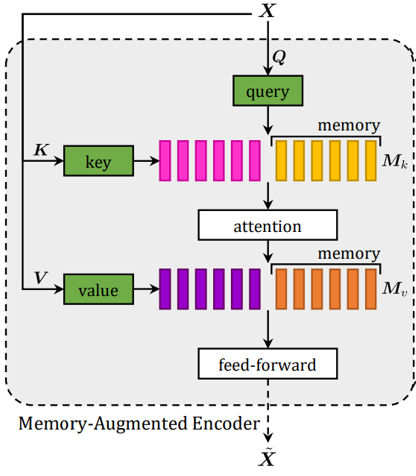 X
Q
query
memory
K
key
M_k
attention
memory
V
value
M_v
feed-forward
Memory-Augmented Encoder
X̃